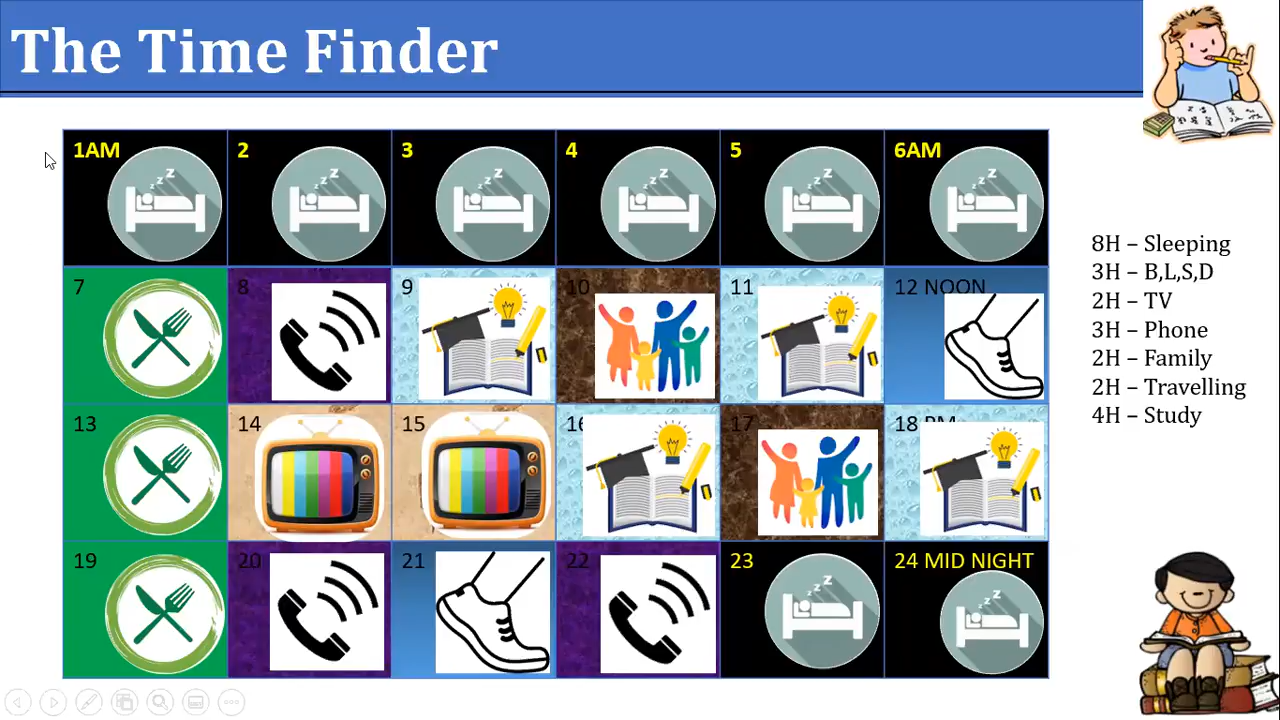 The Time Finder
1AM
2
3
4
5
6AM
7
8
9
10
11
12 NOON
13
14
15
16
17
18 PM
19
20
21
22
23
24 MID NIGHT
8H – Sleeping
3H – B,L,S,D
2H – TV
3H – Phone
2H – Family
2H – Travelling
4H – Study